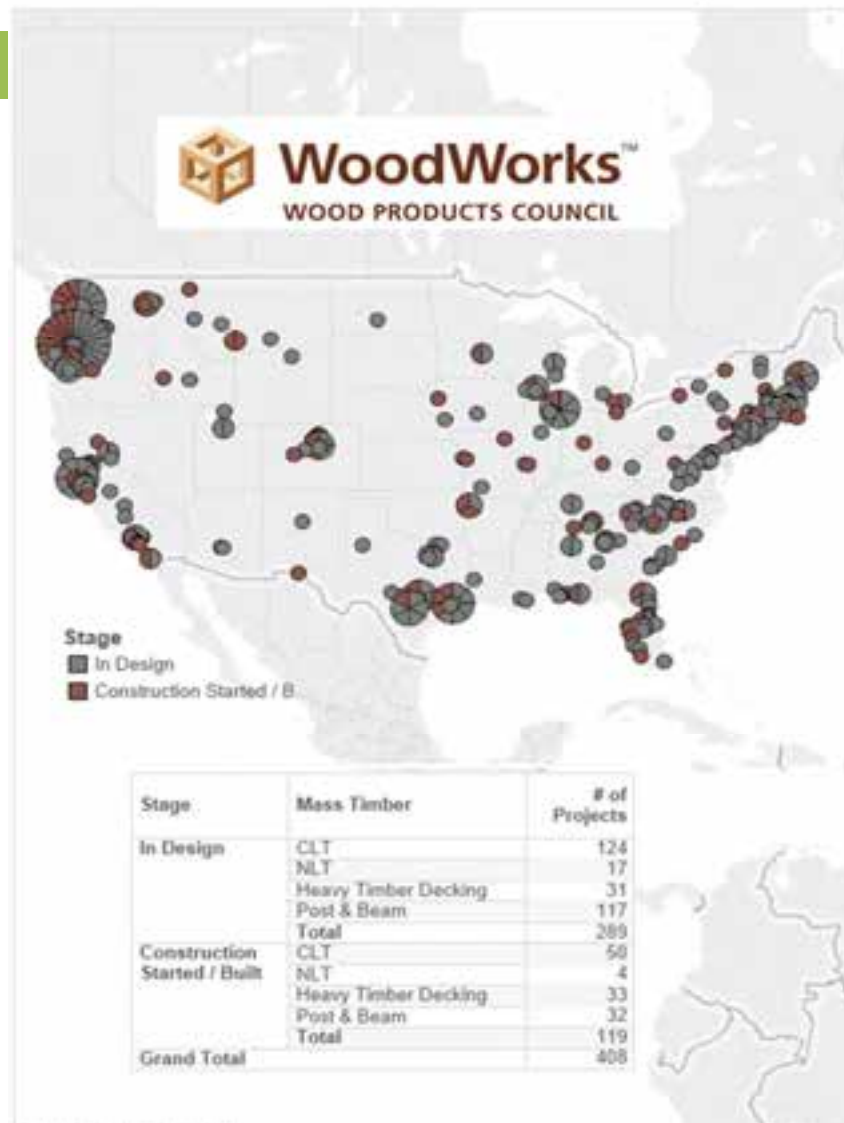 WoodWorks™
WOOD PRODUCTS COUNCIL
Stage
In Design
Construction Started / B...
Stage Mass Timber # of Projects
In Design CLT 124
NLT 17
Heavy Timber Decking 31
Post & Beam 117
Total 289
Construction Started / Built CLT 50
NLT 4
Heavy Timber Decking 33
Post & Beam 32
Total 119
Grand Total 408